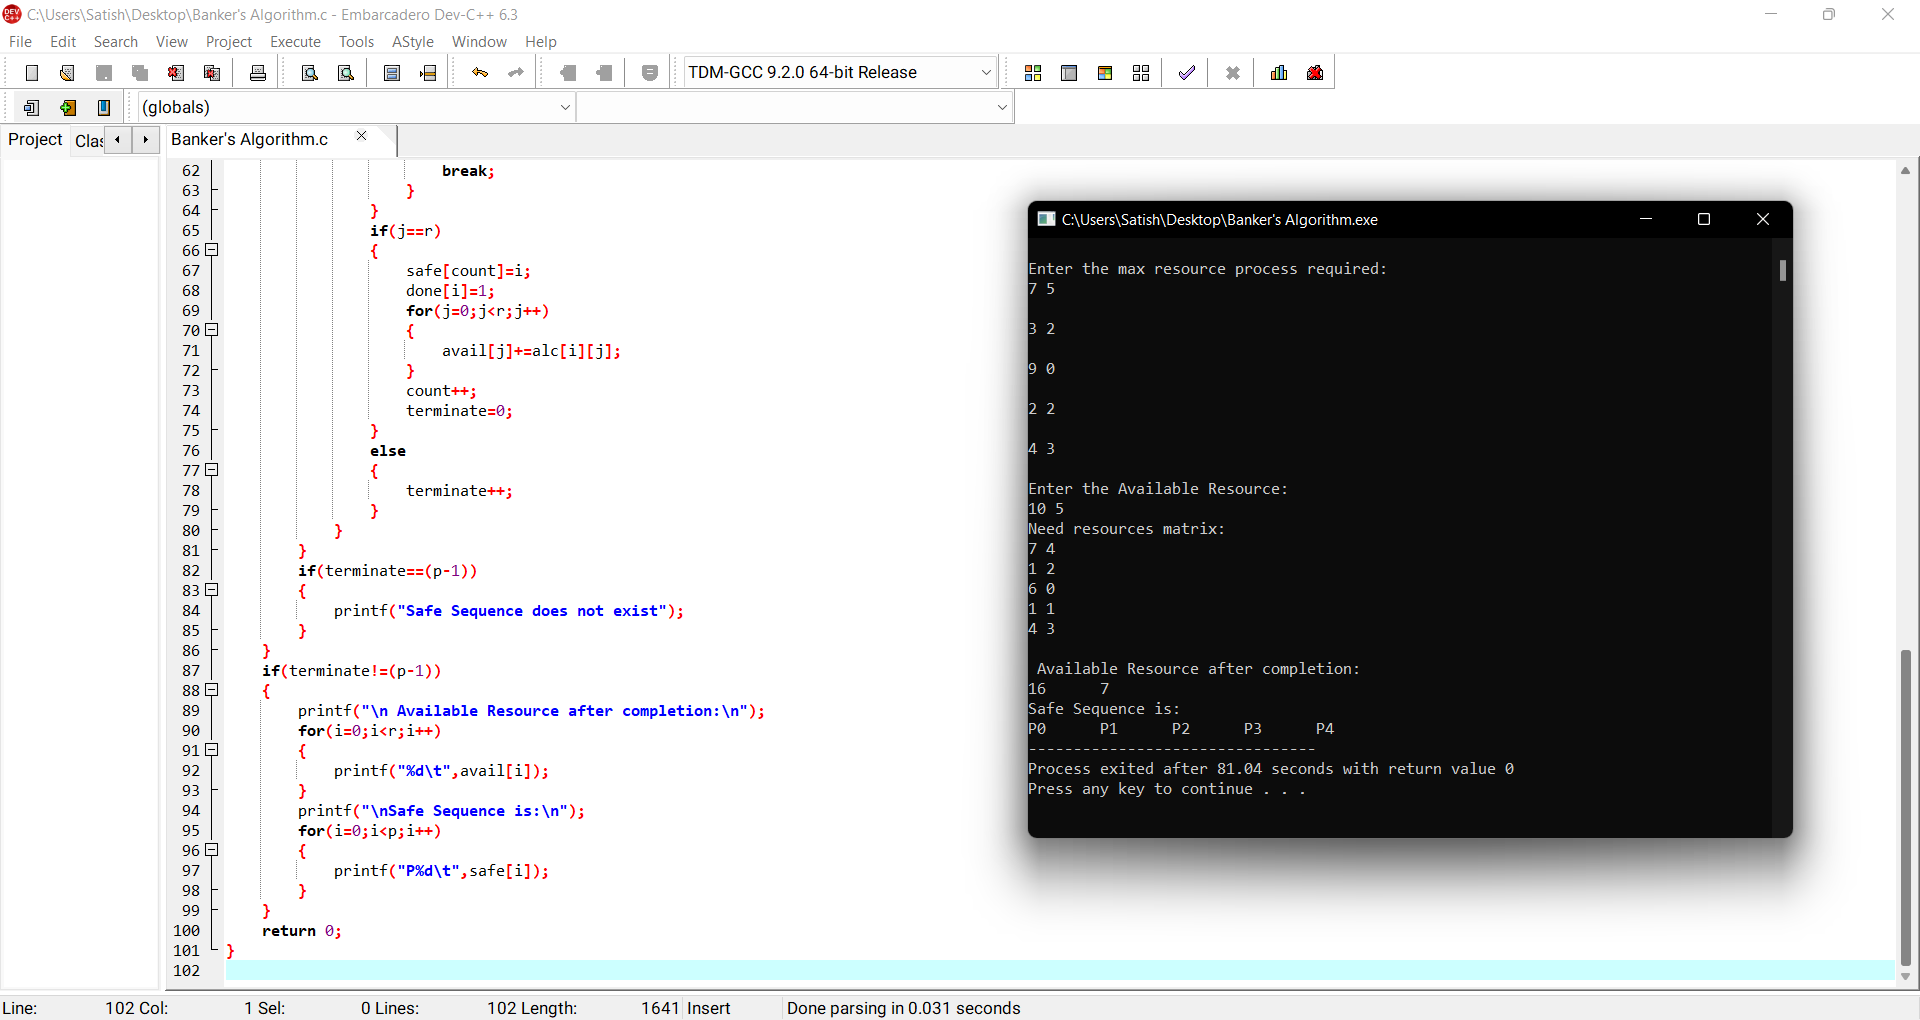 C:\Users\Satish\Desktop\Banker's Algorithm.c - Embarcadero Dev-C++ 6.3
File Edit Search View Project Execute Tools AStyle Window Help
TDM-GCC 9.2.0 64-bit Release
(globals)
Project Clas Banker's Algorithm.c
62 break;
63 }
64 }
65 if(j==r)
66 {
67 safe[count]=i;
68 done[i]=1;
69 for(j=0;j<r;j++)
70 {
71 avail[j]+=alc[i][j];
72 }
73 count++;
74 terminate=0;
75 }
76 else
77 {
78 terminate++;
79 }
80 }
81 }
82 if(terminate==(p-1))
83 {
84 printf("Safe Sequence does not exist");
85 }
86 }
87 if(terminate!=(p-1))
88 {
89 printf("\n Available Resource after completion:\n");
90 for(i=0;i<r;i++)
91 {
92 printf("%d\t",avail[i]);
93 }
94 printf("\nSafe Sequence is:\n");
95 for(i=0;i<p;i++)
96 {
97 printf("P%d\t",safe[i]);
98 }
99 }
100 return 0;
101 }
102
C:\Users\Satish\Desktop\Banker's Algorithm.exe
Enter the max resource process required:
7 5
3 2
9 0
2 2
4 3
Enter the Available Resource:
10 5
Need resources matrix:
7 4
1 2
6 0
1 1
4 3
Available Resource after completion:
16 7
Safe Sequence is:
P0 P1 P2 P3 P4
--------------------------------
Process exited after 81.04 seconds with return value 0
Press any key to continue . . .
Line: 102 Col: 1 Sel: 0 Lines: 102 Length: 1641 Insert Done parsing in 0.031 seconds